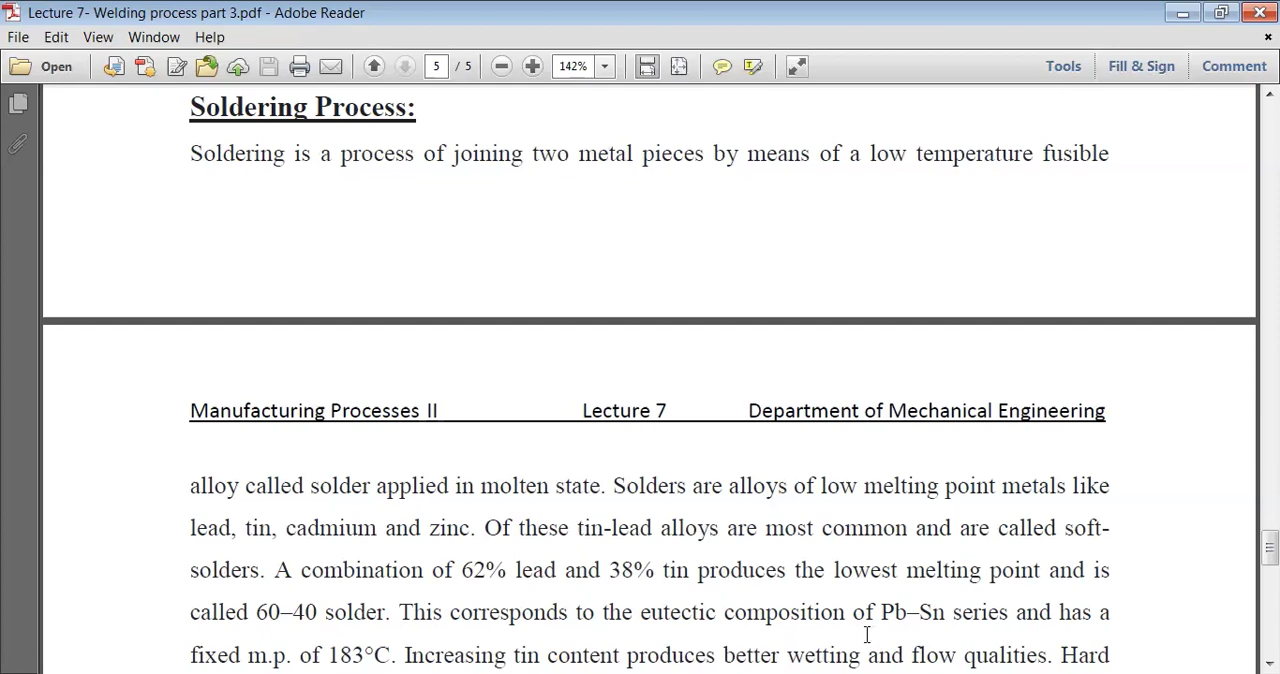 Lecture 7- Welding process part 3.pdf - Adobe Reader
File Edit View Window Help
Open 5 / 5 142% Tools Fill & Sign Comment
Soldering Process:
Soldering is a process of joining two metal pieces by means of a low temperature fusible
Manufacturing Processes II Lecture 7 Department of Mechanical Engineering
alloy called solder applied in molten state. Solders are alloys of low melting point metals like
lead, tin, cadmium and zinc. Of these tin-lead alloys are most common and are called soft-
solders. A combination of 62% lead and 38% tin produces the lowest melting point and is
called 60–40 solder. This corresponds to the eutectic composition of Pb–Sn series and has a
fixed m.p. of 183°C. Increasing tin content produces better wetting and flow qualities. Hard